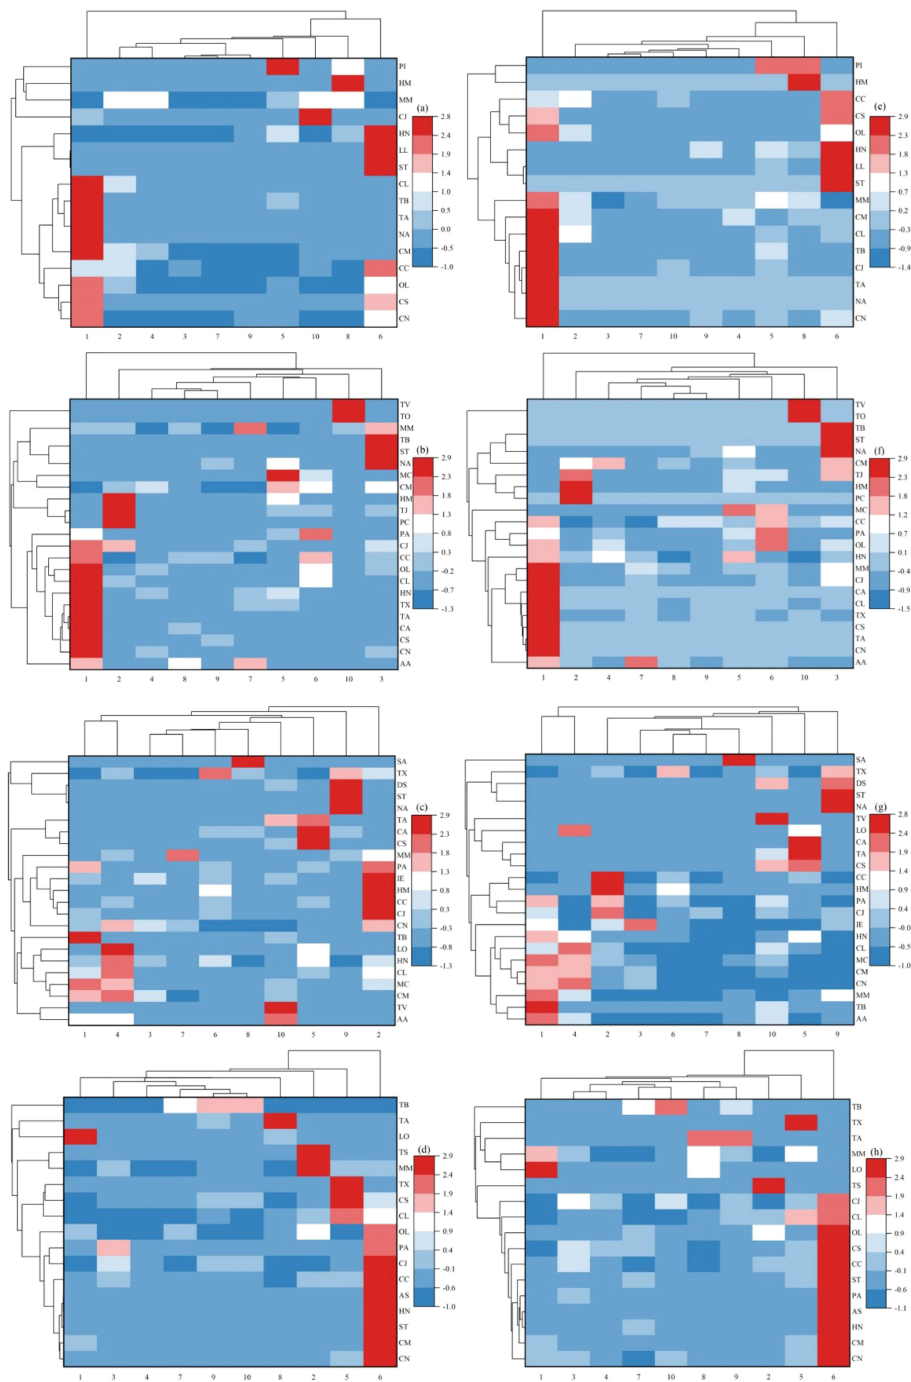 (a)
PI
HM
MM
CJ
HN
LL
ST
CL
TB
TA
NA
CM
CC
OL
CS
CN
2.8
2.4
1.9
1.4
1.0
0.5
0.0
-0.5
-1.0
1 2 3 7 9 5 10 8 6
(e)
PI
HM
CC
CS
OL
HN
LL
ST
MM
CM
CL
TB
CJ
TA
NA
CN
2.9
2.4
1.8
1.3
0.7
0.2
-0.3
-0.9
-1.4
1 2 3 7 10 9 4 5 8 6
(b)
TV
TO
MM
TB
ST
NA
MC
CM
HM
TJ
PC
PA
CJ
CC
OL
CL
HN
TX
TA
CA
CS
CN
AA
2.9
2.3
1.8
1.3
0.8
0.3
-0.2
-0.7
-1.3
1 2 4 8 9 7 5 6 10 3
(f)
TV
TO
TB
ST
NA
CM
TJ
HM
PC
MC
CC
PA
OL
HN
MM
CJ
CA
CL
TX
CS
TA
CN
AA
2.9
2.3
1.8
1.2
0.7
0.1
-0.4
-0.9
-1.5
1 2 4 7 8 9 5 6 10 3
(c)
SA
TX
DS
ST
NA
TA
CA
CS
MM
PA
IE
HM
CC
CJ
CN
TB
LO
HN
CL
MC
CM
TV
AA
2.9
2.3
1.8
1.3
0.8
0.3
-0.3
-0.8
-1.3
1 4 3 7 6 8 10 5 9 2
(g)
SA
TX
DS
ST
NA
TV
LO
CA
TA
CS
CC
HM
PA
CJ
IE
HN
CL
MC
CM
CN
MM
TB
AA
2.8
2.4
1.9
1.4
0.9
0.4
-0.0
-0.5
-1.0
1 4 2 3 6 7 8 10 5 9
(d)
TB
TA
LO
TS
MM
TX
CS
CL
OL
PA
CJ
CC
AS
HN
ST
CM
CN
2.9
2.4
1.9
1.4
0.9
0.4
-0.1
-0.6
-1.0
1 3 4 7 9 10 8 2 5 6
(h)
TB
TX
TA
MM
LO
TS
CJ
CL
OL
CS
CC
ST
PA
AS
HN
CM
CN
2.9
2.4
1.9
1.4
0.9
0.4
-0.1
-0.6
-1.1
1 3 4 7 10 8 9 2 5 6